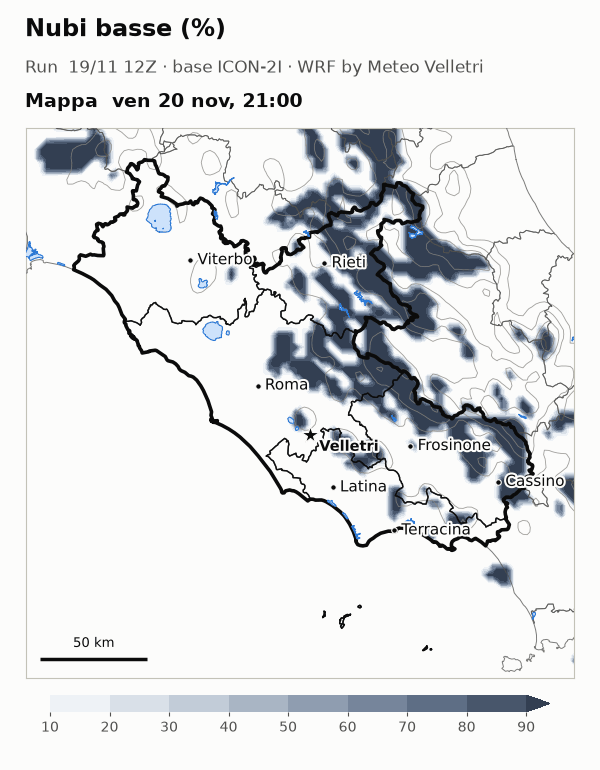 Nubi basse (%)
Run  19/11 12Z · base ICON-2I · WRF by Meteo Velletri
Mappa  ven 20 nov, 21:00
Viterbo
Rieti
Roma
Velletri
Frosinone
Latina
Cassino
Terracina
50 km
10 20 30 40 50 60 70 80 90